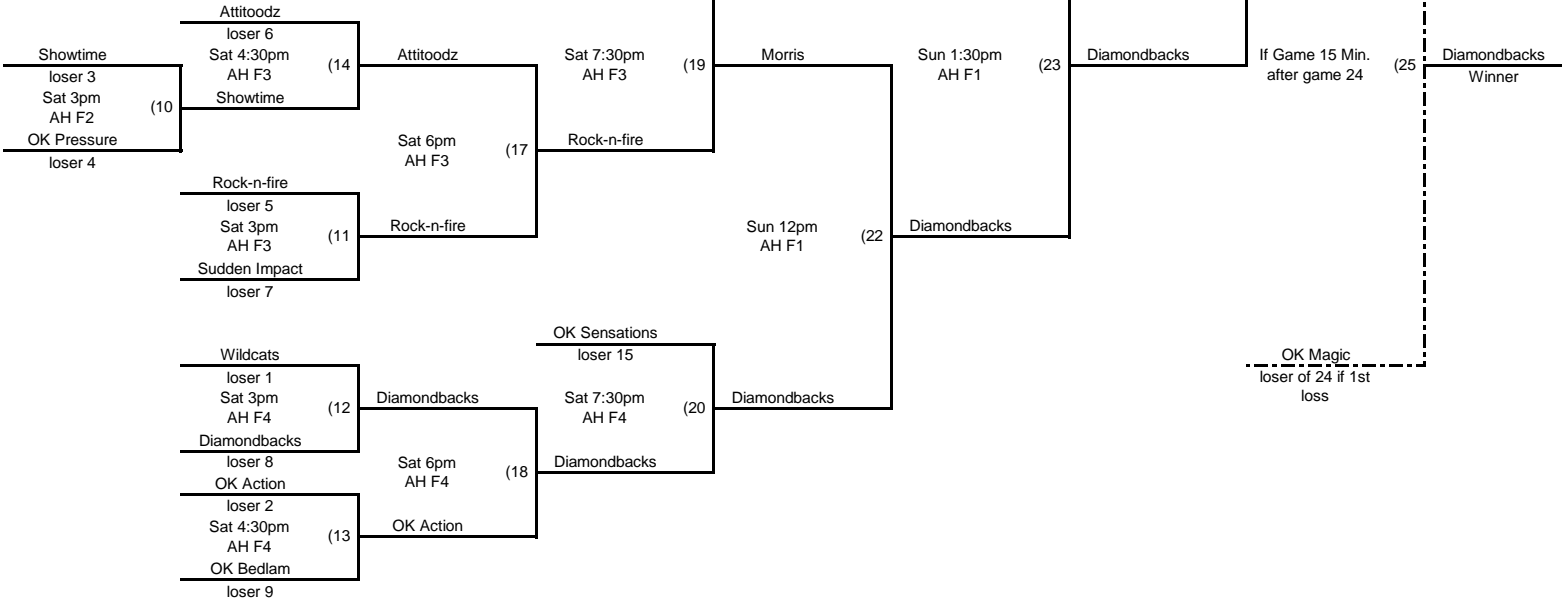 Attitoodz
loser 6
Showtime
Sat 4:30pm
(14
Attitoodz
Sat 7:30pm
(19
Morris
Sun 1:30pm
(23
Diamondbacks
If Game 15 Min.
(25
Diamondbacks
loser 3
AH F3
AH F3
AH F1
after game 24
Winner
Sat 3pm
(10
Showtime
AH F2
OK Pressure
Sat 6pm
(17
Rock-n-fire
loser 4
AH F3
Rock-n-fire
loser 5
Sat 3pm
(11
Rock-n-fire
Sun 12pm
(22
Diamondbacks
AH F3
AH F1
Sudden Impact
loser 7
OK Sensations
Wildcats
loser 15
OK Magic
loser 1
loser of 24 if 1st
loss
Sat 3pm
(12
Diamondbacks
Sat 7:30pm
(20
Diamondbacks
AH F4
AH F4
Diamondbacks
loser 8
Sat 6pm
(18
Diamondbacks
OK Action
AH F4
loser 2
Sat 4:30pm
(13
OK Action
AH F4
OK Bedlam
loser 9